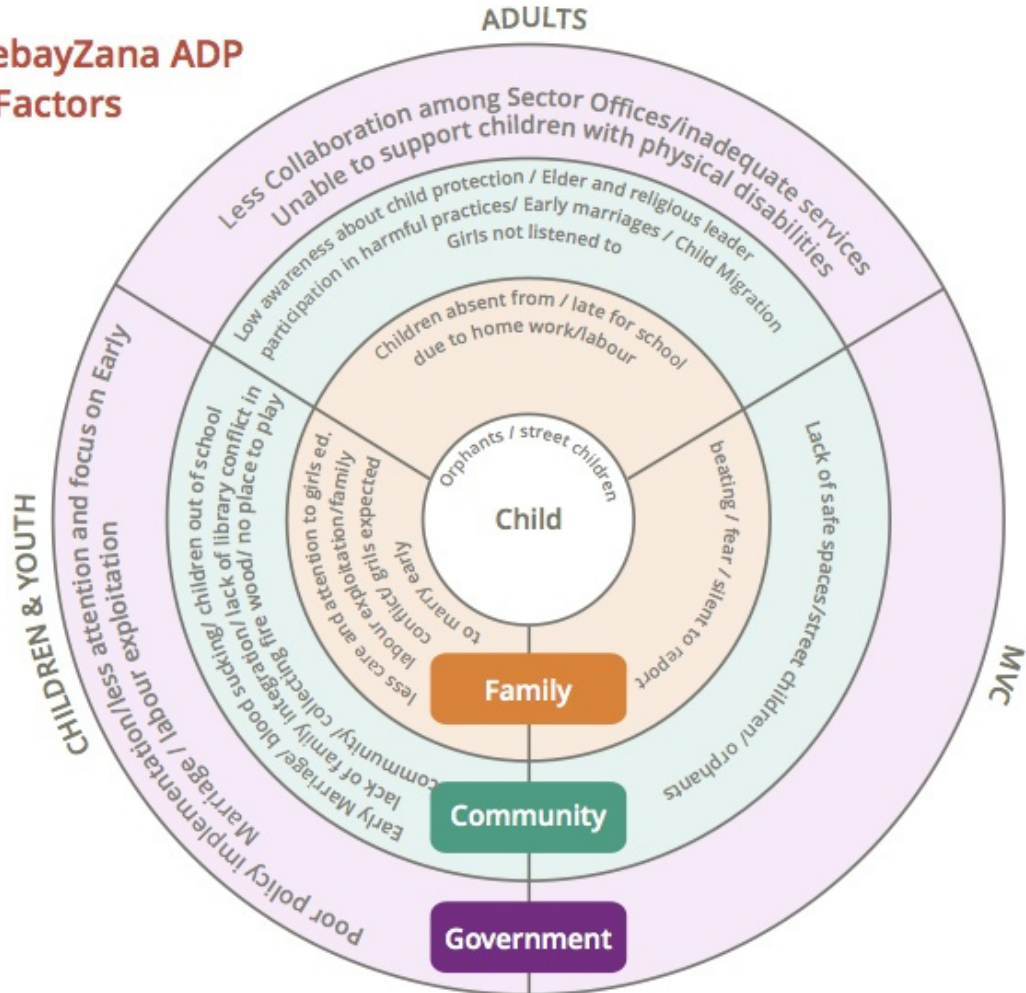 ebayZana ADP
Factors
ADULTS
Less Collaboration among Sector Offices/inadequate services
Unable to support children with physical disabilities
Low awareness about child protection / Elder and religious leader
participation in harmful practices/ Early marriages / Child Migration
Girls not listened to
Children absent from / late for school
due to home work/labour
Orphants / street children
Child
CHILDREN & YOUTH
Poor policy implementation/less attention and focus on Early
Marriage / labour exploitation
Early Marriage/ blood sucking/ children out of school
lack of family integration/ lack of library conflict in
community/ collecting fire wood/ no place to play
less care and attention to girls ed.
labour exploitation/family
conflict/ grils expected
to marry early
beating / fear / silent to report
Lack of safe spaces/street children/ orphants
MVC
Family
Community
Government